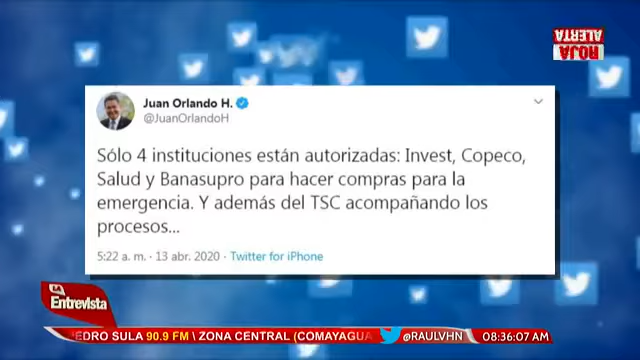 ALERTA
ROJA
Juan Orlando H.
@JuanOrlandoH
Sólo 4 instituciones están autorizadas: Invest, Copeco,
Salud y Banasupro para hacer compras para la
emergencia. Y además del TSC acompañando los
procesos...
5:22 a. m. · 13 abr. 2020 · Twitter for iPhone
LA
Entrevista
EDRO SULA 90.9 FM \ ZONA CENTRAL (COMAYAGUA
@RAULVHN
08:36:07 AM